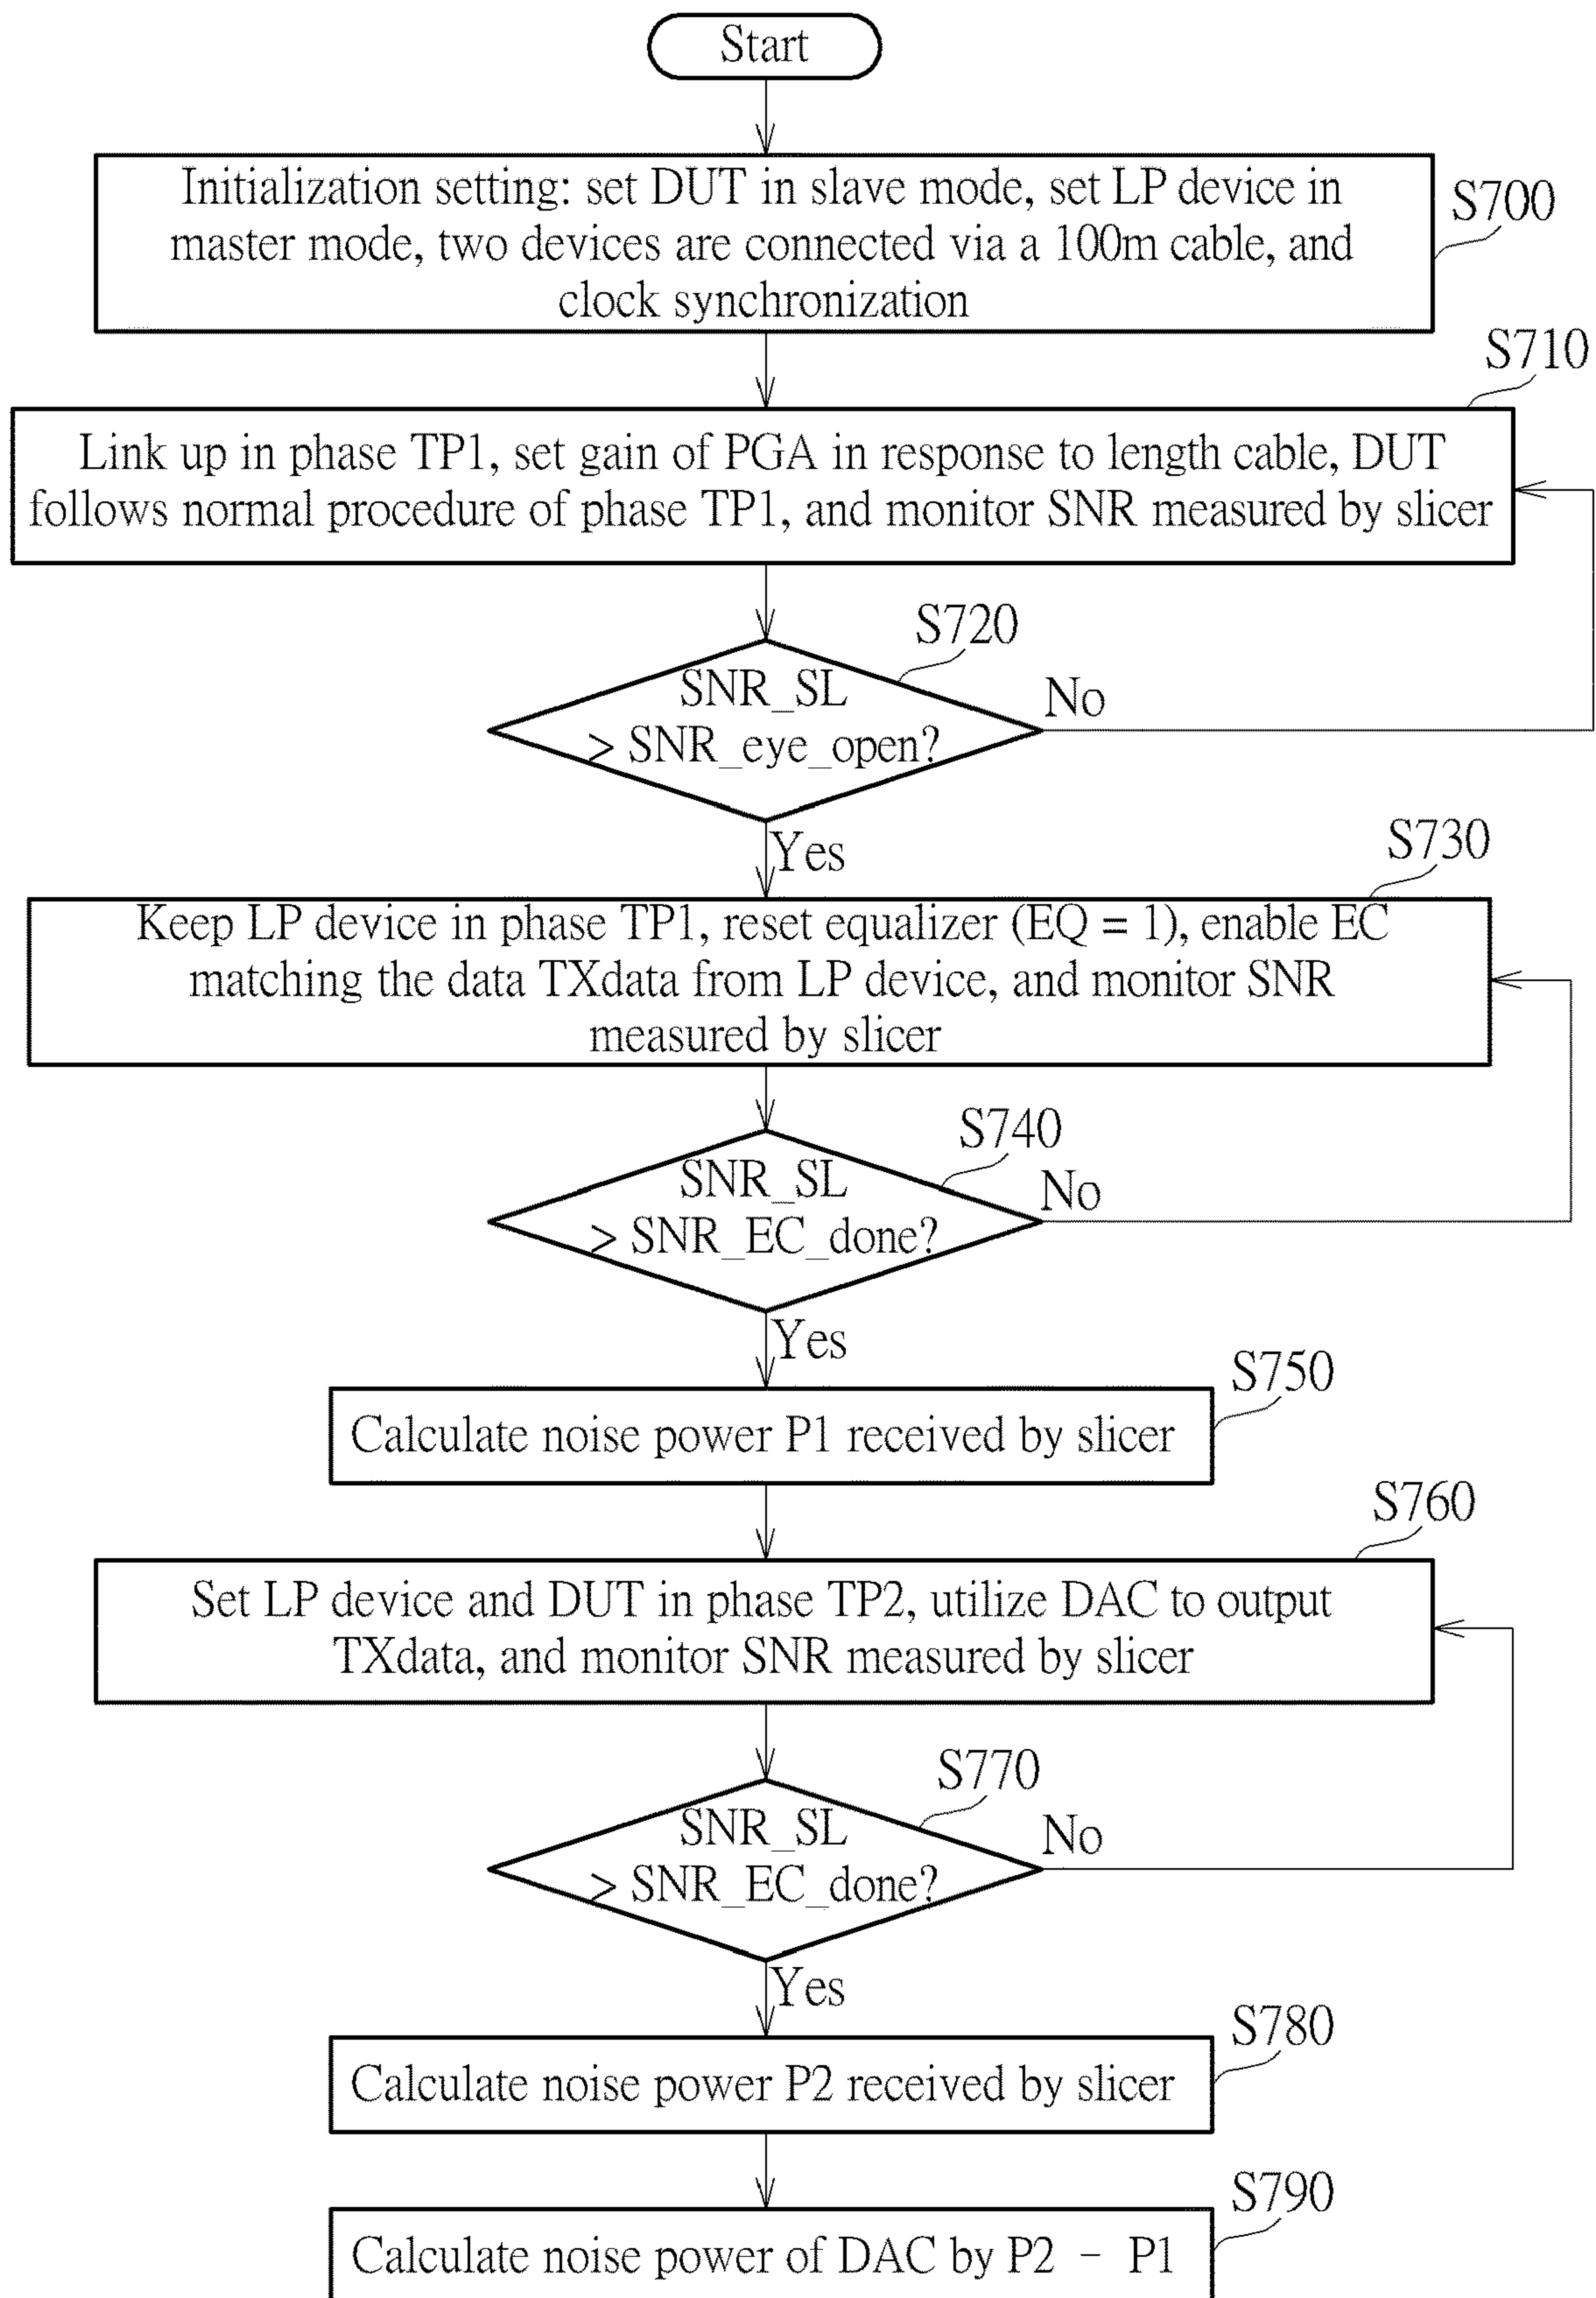 Start
Initialization setting: set DUT in slave mode, set LP device in
master mode, two devices are connected via a 100m cable, and
clock synchronization
S700
S710
Link up in phase TP1, set gain of PGA in response to length cable, DUT
follows normal procedure of phase TP1, and monitor SNR measured by slicer
S720
SNR_SL
> SNR_eye_open?
No
Yes
S730
Keep LP device in phase TP1, reset equalizer (EQ = 1), enable EC
matching the data TXdata from LP device, and monitor SNR
measured by slicer
S740
SNR_SL
> SNR_EC_done?
No
Yes
S750
Calculate noise power P1 received by slicer
S760
Set LP device and DUT in phase TP2, utilize DAC to output
TXdata, and monitor SNR measured by slicer
S770
SNR_SL
> SNR_EC_done?
No
Yes
S780
Calculate noise power P2 received by slicer
S790
Calculate noise power of DAC by P2 - P1